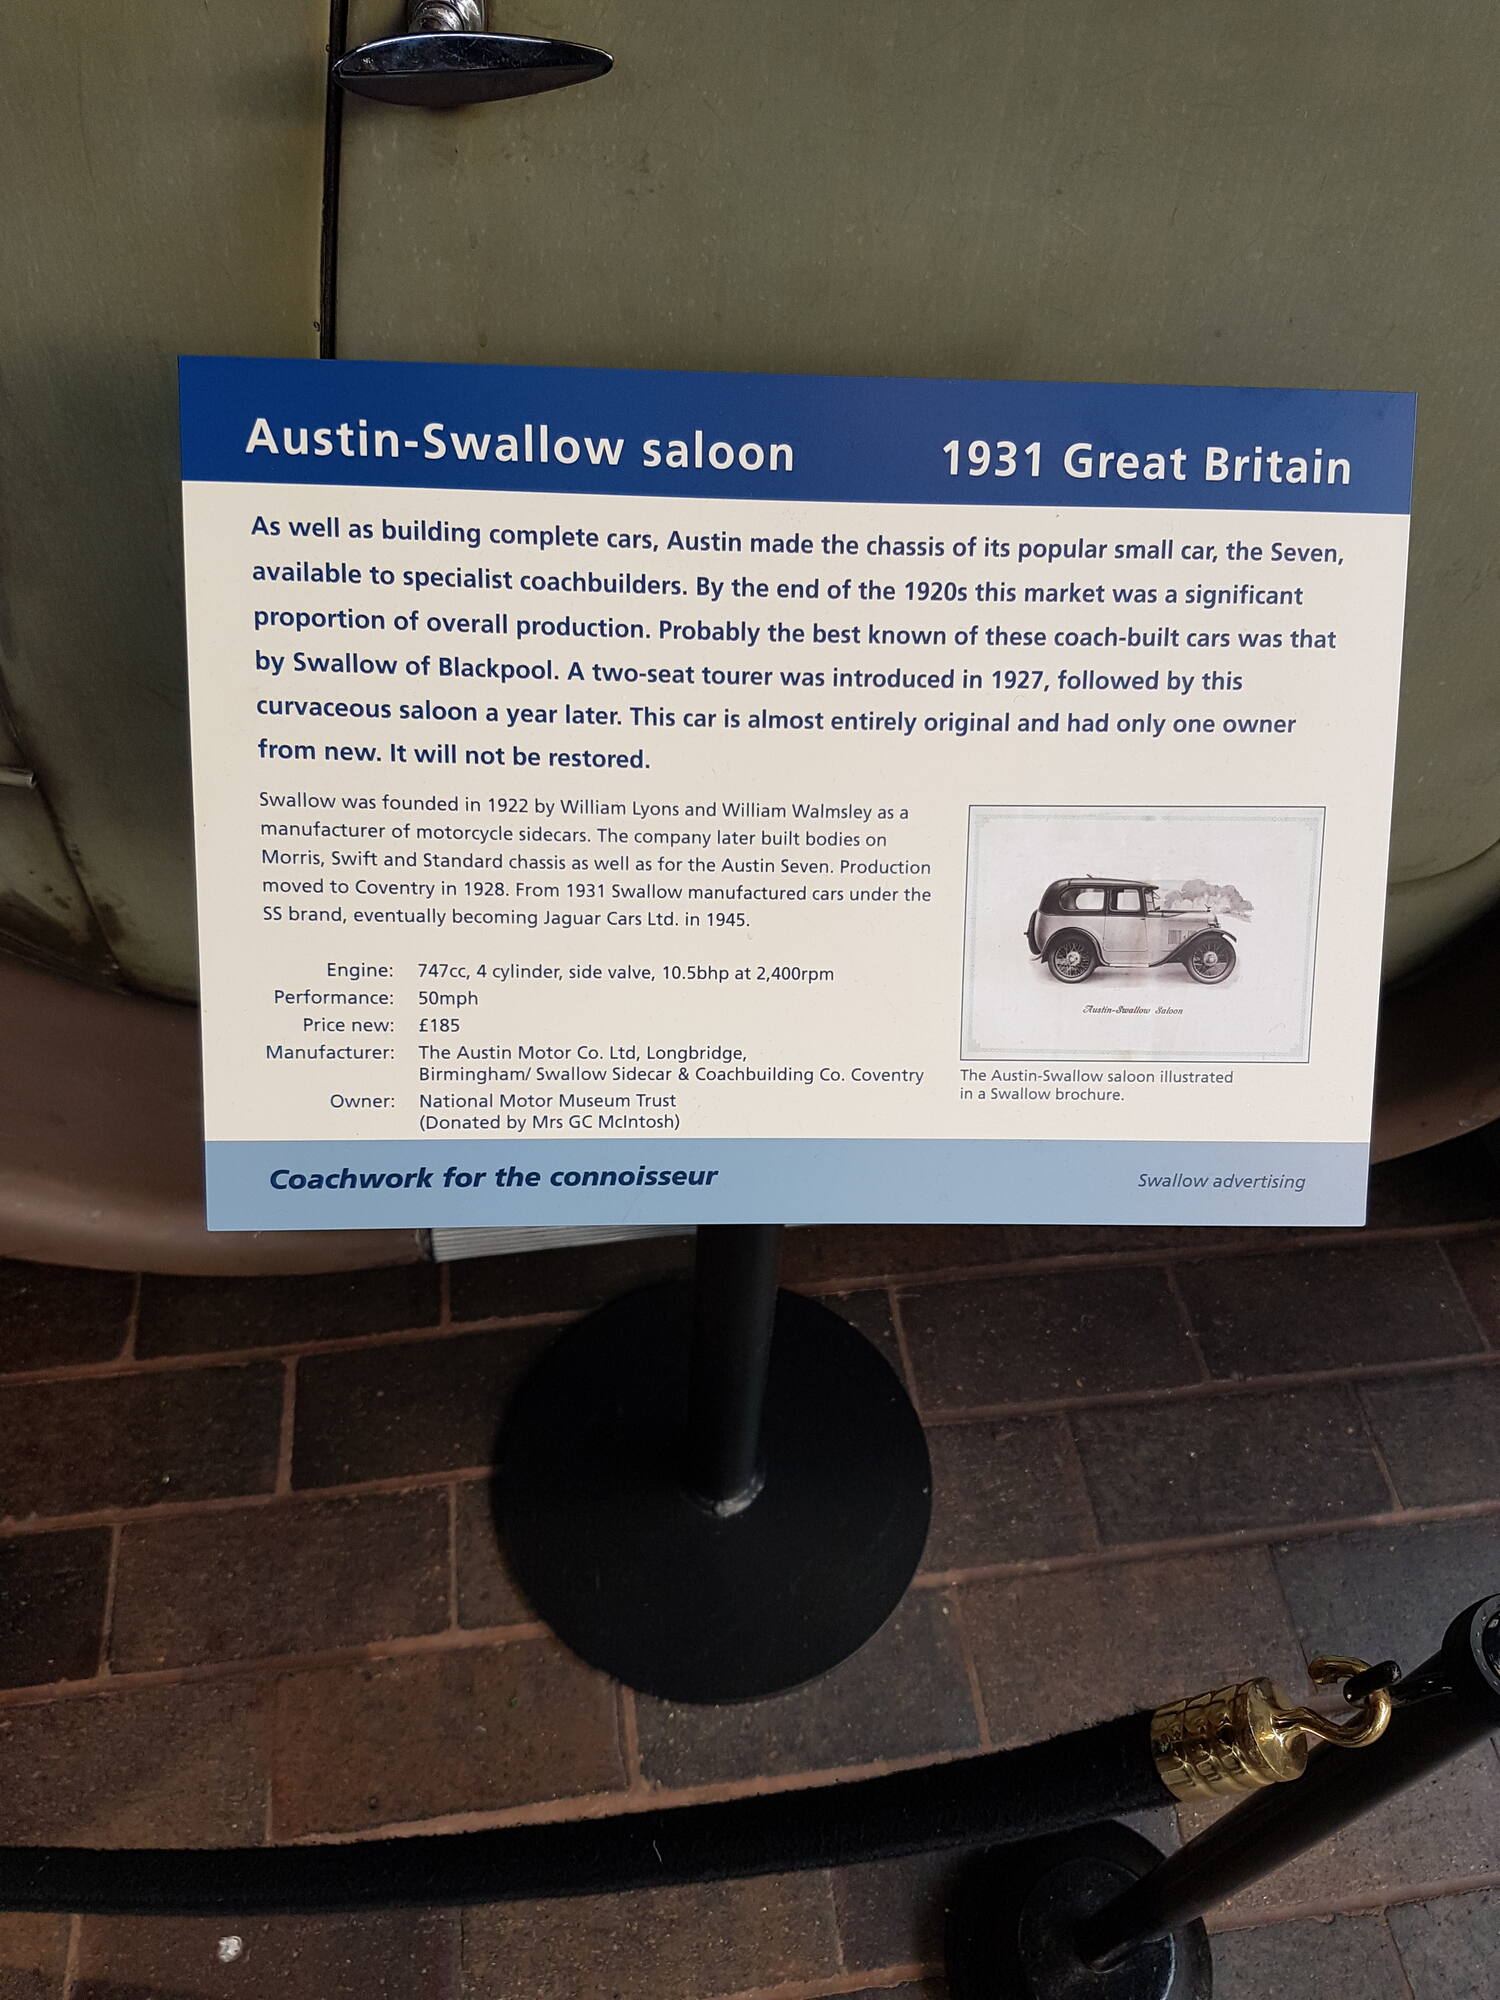 Austin-Swallow saloon 1931 Great Britain
As well as building complete cars, Austin made the chassis of its popular small car, the Seven,
available to specialist coachbuilders. By the end of the 1920s this market was a significant
proportion of overall production. Probably the best known of these coach-built cars was that
by Swallow of Blackpool. A two-seat tourer was introduced in 1927, followed by this
curvaceous saloon a year later. This car is almost entirely original and had only one owner
from new. It will not be restored.
Swallow was founded in 1922 by William Lyons and William Walmsley as a
manufacturer of motorcycle sidecars. The company later built bodies on
Morris, Swift and Standard chassis as well as for the Austin Seven. Production
moved to Coventry in 1928. From 1931 Swallow manufactured cars under the
SS brand, eventually becoming Jaguar Cars Ltd. in 1945.
Engine: 747cc, 4 cylinder, side valve, 10.5bhp at 2,400rpm
Performance: 50mph
Price new: £185
Manufacturer: The Austin Motor Co. Ltd, Longbridge,
Birmingham/ Swallow Sidecar & Coachbuilding Co. Coventry
Owner: National Motor Museum Trust
(Donated by Mrs GC McIntosh)
Austin-Swallow Saloon
The Austin-Swallow saloon illustrated
in a Swallow brochure.
Coachwork for the connoisseur
Swallow advertising